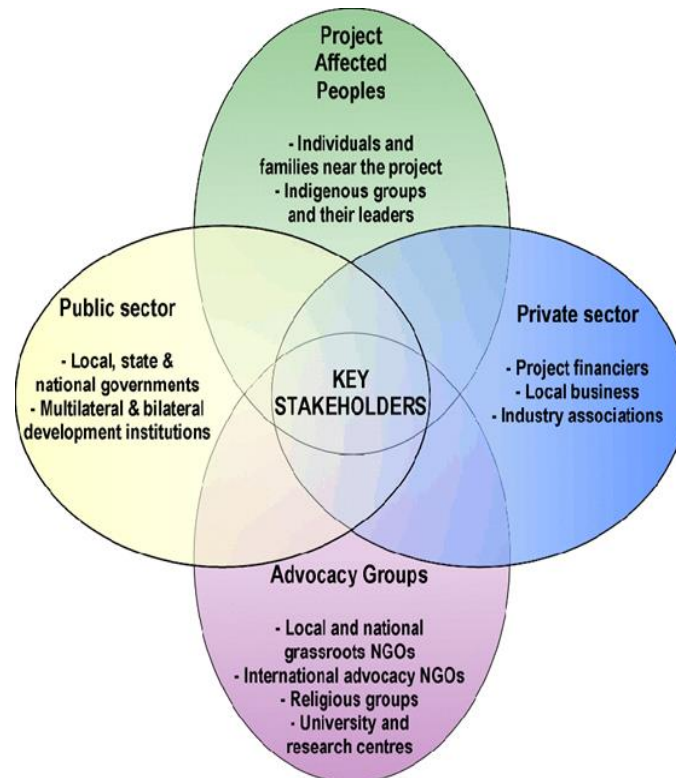 Project
Affected
Peoples
- Individuals and
families near the project
- Indigenous groups
and their leaders
Public sector
- Local, state &
national governments
- Multilateral & bilateral
development institutions
KEY
STAKEHOLDERS
Private sector
- Project financiers
- Local business
- Industry associations
Advocacy Groups
- Local and national
grassroots NGOs
- International advocacy NGOs
- Religious groups
- University and
research centres